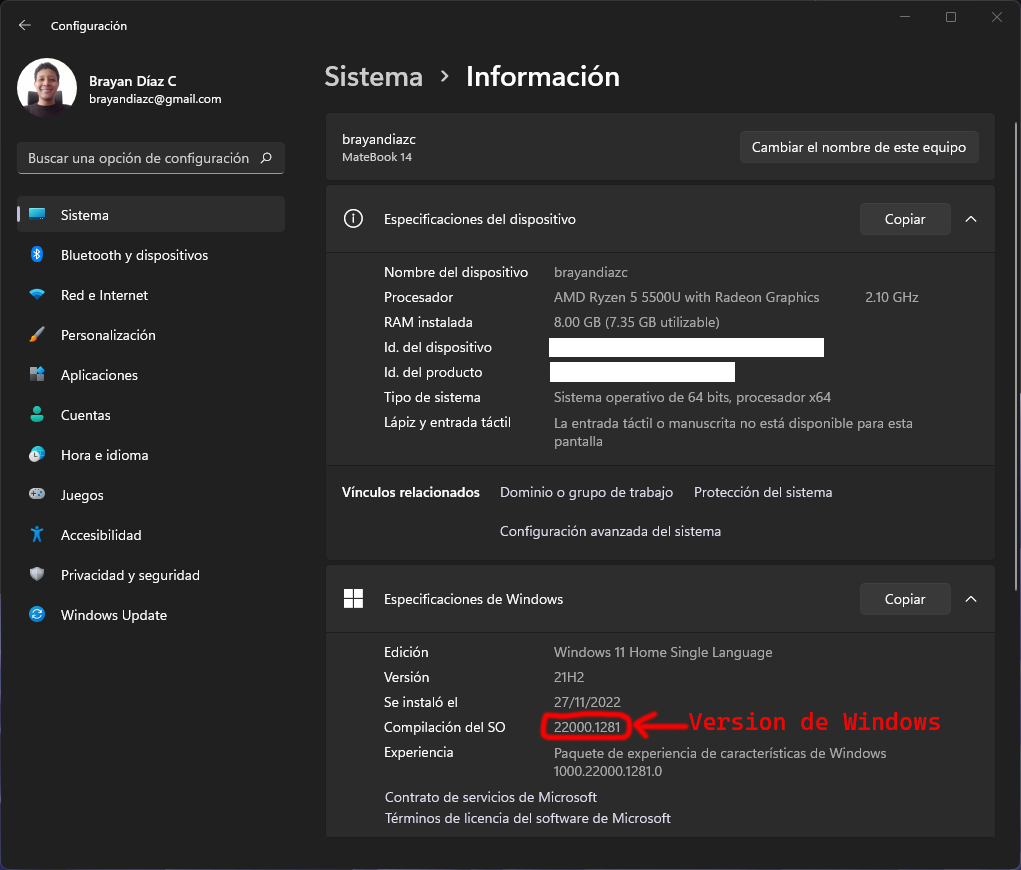 Configuración
Brayan Díaz C
brayandiazc@gmail.com
Buscar una opción de configuración
Sistema
Bluetooth y dispositivos
Red e Internet
Personalización
Aplicaciones
Cuentas
Hora e idioma
Juegos
Accesibilidad
Privacidad y seguridad
Windows Update
Sistema > Información
brayandiazc
MateBook 14
Cambiar el nombre de este equipo
Especificaciones del dispositivo Copiar
Nombre del dispositivo brayandiazc
Procesador AMD Ryzen 5 5500U with Radeon Graphics 2.10 GHz
RAM instalada 8.00 GB (7.35 GB utilizable)
Id. del dispositivo
Id. del producto
Tipo de sistema Sistema operativo de 64 bits, procesador x64
Lápiz y entrada táctil La entrada táctil o manuscrita no está disponible para esta
pantalla
Vínculos relacionados Dominio o grupo de trabajo Protección del sistema
Configuración avanzada del sistema
Especificaciones de Windows Copiar
Edición Windows 11 Home Single Language
Versión 21H2
Se instaló el 27/11/2022
Compilación del SO 22000.1281 Version de Windows
Experiencia Paquete de experiencia de características de Windows
1000.22000.1281.0
Contrato de servicios de Microsoft
Términos de licencia del software de Microsoft